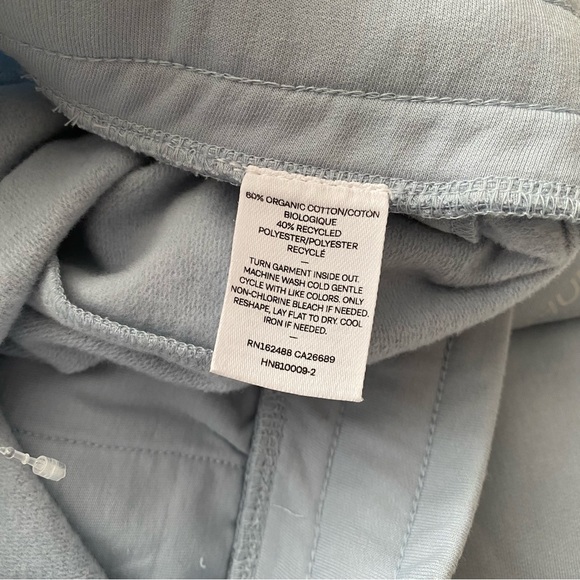 60% ORGANIC COTTON/COTON
BIOLOGIQUE
40% RECYCLED
POLYESTER/POLYESTER
RECYCLÉ
—
TURN GARMENT INSIDE OUT.
MACHINE WASH COLD GENTLE
CYCLE WITH LIKE COLORS. ONLY
NON-CHLORINE BLEACH IF NEEDED.
RESHAPE, LAY FLAT TO DRY. COOL
IRON IF NEEDED.
—
RN162488 CA26689
HNB10009-2